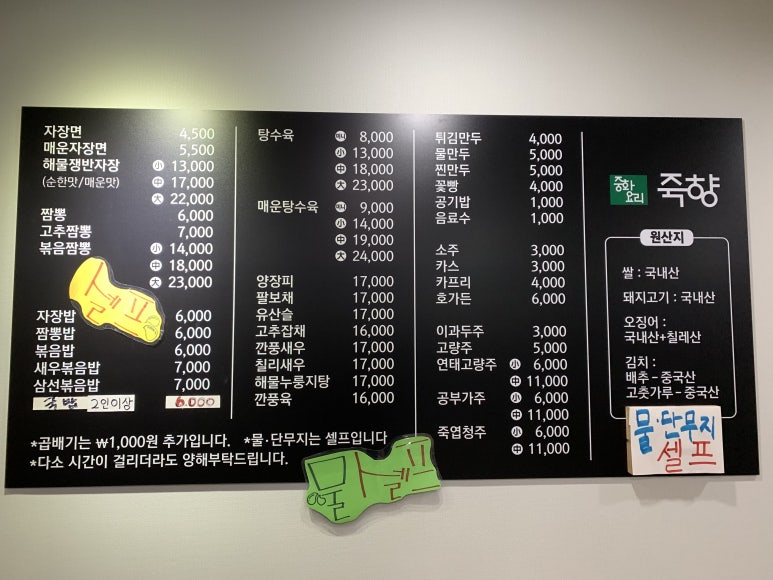 자장면 4,500
매운자장면 5,500
해물쟁반자장 小 13,000
(순한맛/매운맛) 中 17,000
大 22,000
짬뽕 6,000
고추짬뽕 7,000
볶음짬뽕 小 14,000
中 18,000
大 23,000
셀프
자장밥 6,000
짬뽕밥 6,000
볶음밥 6,000
새우볶음밥 7,000
삼선볶음밥 7,000
국밥 2인이상 6.000
탕수육 미니 8,000
小 13,000
中 18,000
大 23,000
매운탕수육 미니 9,000
小 14,000
中 19,000
大 24,000
양장피 17,000
팔보채 17,000
유산슬 17,000
고추잡채 16,000
깐풍새우 17,000
칠리새우 17,000
해물누룽지탕 17,000
깐풍육 16,000
*곱배기는 ₩1,000원 추가입니다. *물·단무지는 셀프입니다
*다소 시간이 걸리더라도 양해부탁드립니다.
물 셀프
튀김만두 4,000
물만두 5,000
찐만두 5,000
꽃빵 4,000
공기밥 1,000
음료수 1,000
소주 3,000
카스 3,000
카프리 4,000
호가든 6,000
이과두주 3,000
고량주 5,000
연태고량주 小 6,000
中 11,000
공부가주 小 6,000
中 11,000
죽엽청주 小 6,000
中 11,000
중화요리 죽향
원산지
쌀 : 국내산
돼지고기 : 국내산
오징어 :
국내산+칠레산
김치 :
배추 – 중국산
고춧가루 – 중국산
물·단무지
셀프